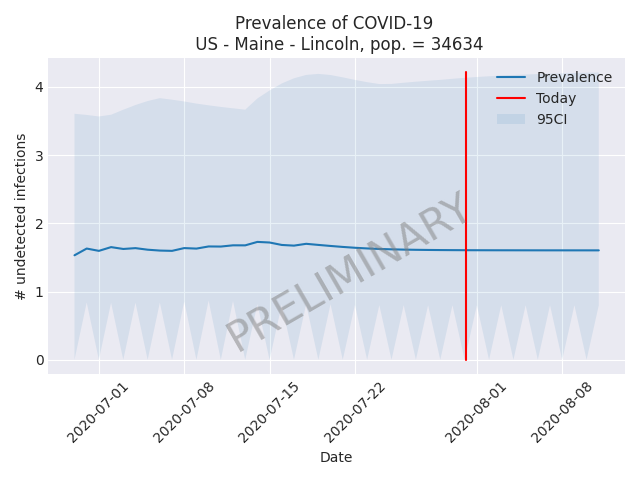 Prevalence of COVID-19
US - Maine - Lincoln, pop. = 34634
Prevalence
Today
95CI
4
3
2
1
0
# undetected infections
PRELIMINARY
2020-07-01
2020-07-08
2020-07-15
2020-07-22
2020-08-01
2020-08-08
Date